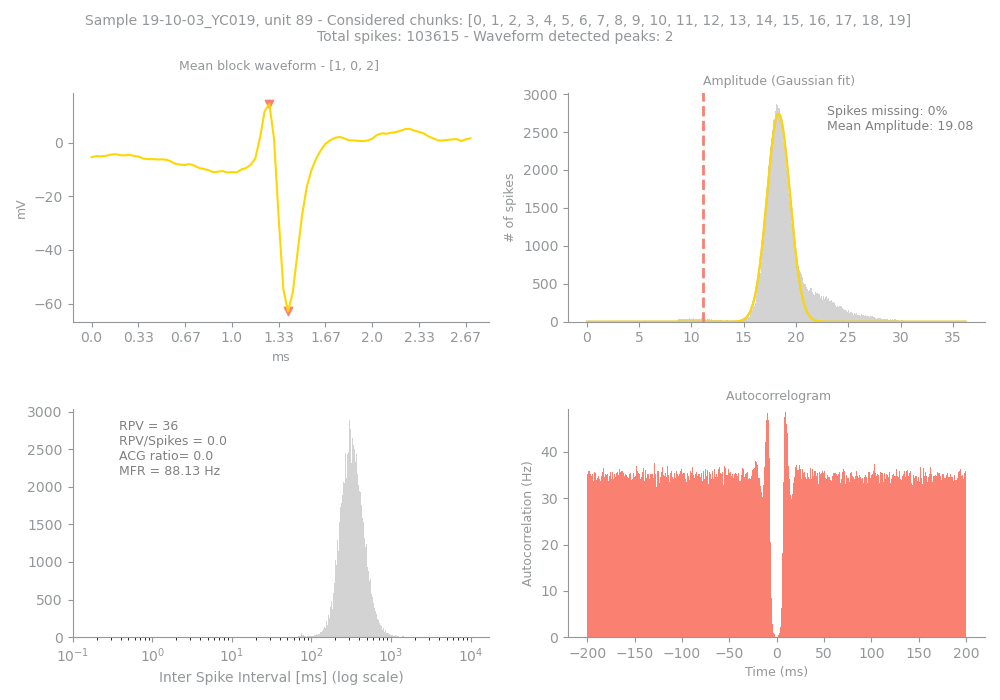 Sample 19-10-03_YC019, unit 89 - Considered chunks: [0, 1, 2, 3, 4, 5, 6, 7, 8, 9, 10, 11, 12, 13, 14, 15, 16, 17, 18, 19]
Total spikes: 103615 - Waveform detected peaks: 2
Mean block waveform - [1, 0, 2]
mV
0
−20
−40
−60
0.0 0.33 0.67 1.0 1.33 1.67 2.0 2.33 2.67
ms
Amplitude (Gaussian fit)
Spikes missing: 0%
Mean Amplitude: 19.08
# of spikes
3000
2500
2000
1500
1000
500
0
0 5 10 15 20 25 30 35
RPV = 36
RPV/Spikes = 0.0
ACG ratio= 0.0
MFR = 88.13 Hz
3000
2500
2000
1500
1000
500
0
10⁻¹ 10⁰ 10¹ 10² 10³ 10⁴
Inter Spike Interval [ms] (log scale)
Autocorrelogram
Autocorrelation (Hz)
40
30
20
10
0
−200 −150 −100 −50 0 50 100 150 200
Time (ms)